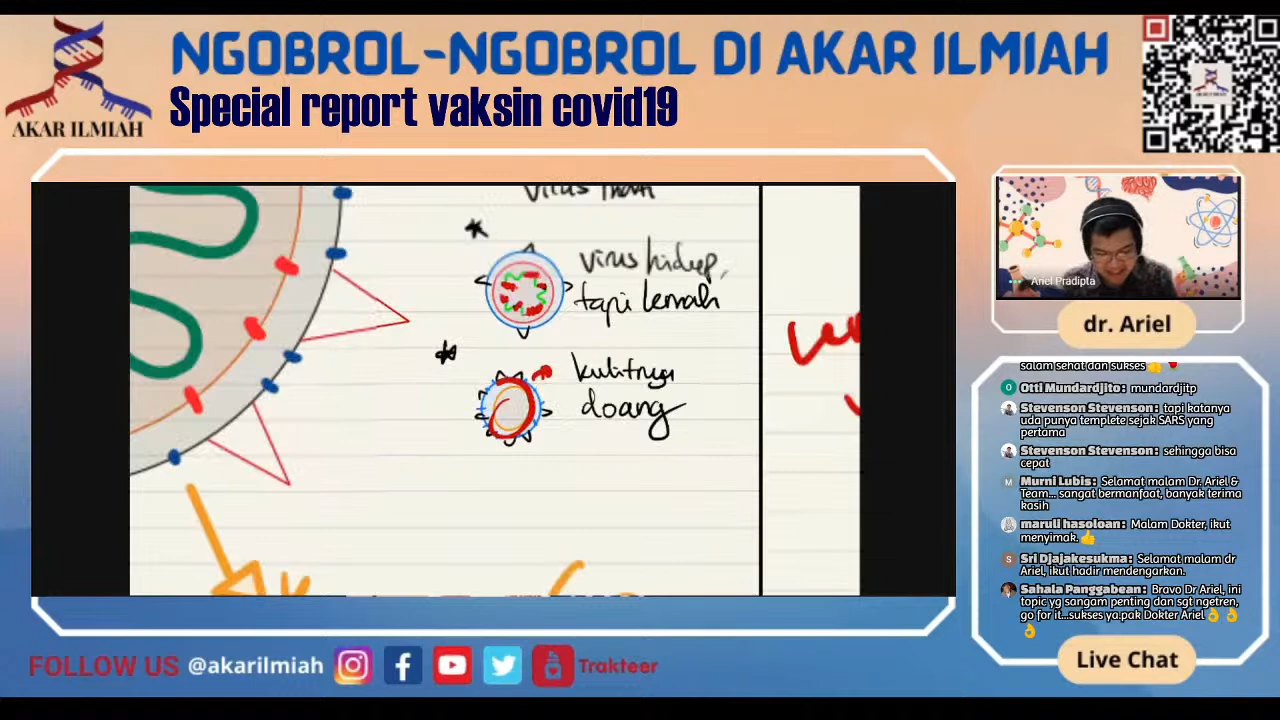 NGOBROL-NGOBROL DI AKAR ILMIAH
Special report vaksin covid19
AKAR ILMIAH
virus mati
virus hidup,
tapi lemah
kulitnya
doang
Ariel Pradipta
dr. Ariel
salam sehat dan sukses👍
Otti Mundardjito: mundardjitp
Stevenson Stevenson: tapi katanya
uda punya templete sejak SARS yang
pertama
Stevenson Stevenson: sehingga bisa
cepat
M Murni Lubis: Selamat malam Dr. Ariel &
Team... sangat bermanfaat, banyak terima
kasih
maruli hasoloan: Malam Dokter, ikut
menyimak.👍
S Sri Djajakesukma: Selamat malam dr
Ariel, ikut hadir mendengarkan.
Sahala Panggabean: Bravo Dr Ariel, ini
topic yg sangam penting dan sgt ngetren,
go for it...sukses ya.pak Dokter Ariel👌👌
👌
Live Chat
FOLLOW US @akarilmiah
Trakteer